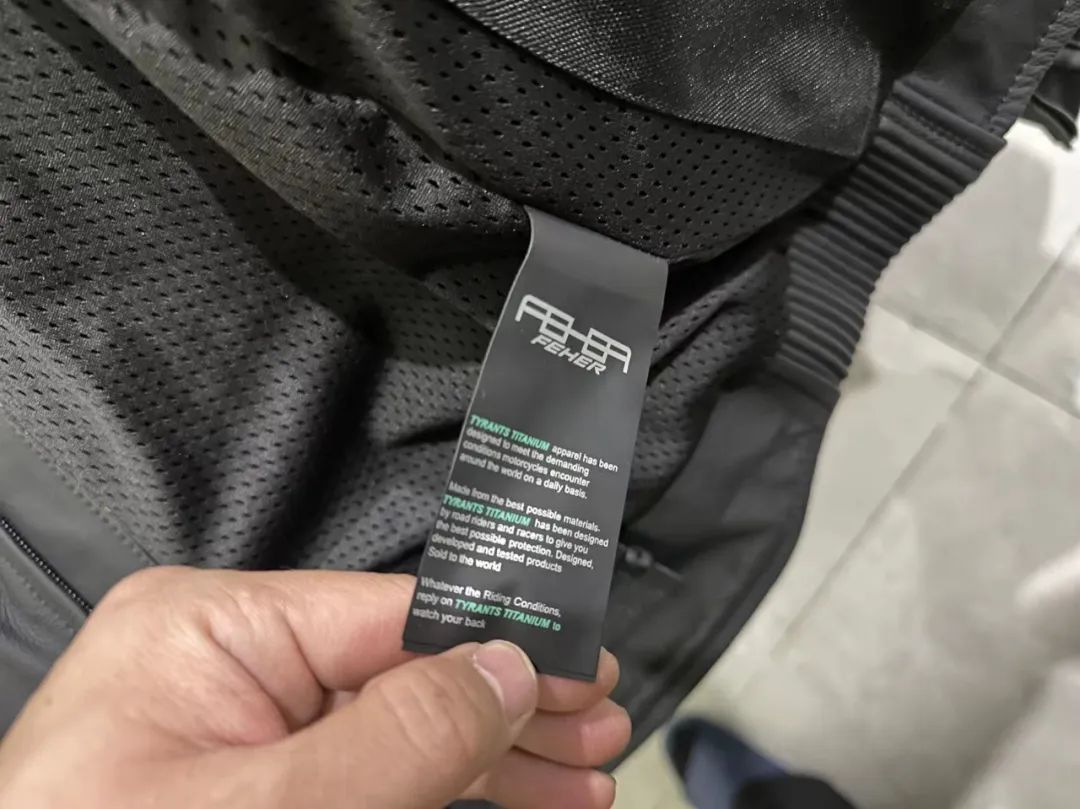 FEHER
FEHER
TYRANTS TITANIUM apparel has been
designed to meet the demanding
conditions motorcycles encounter
around the world on a daily basis.
Made from the best possible materials.
TYRANTS TITANIUM has been designed
by road riders and racers to give you
the best possible protection. Designed,
developed and tested products
Sold to the world
Whatever the Riding Conditions,
reply on TYRANTS TITANIUM to
watch your back